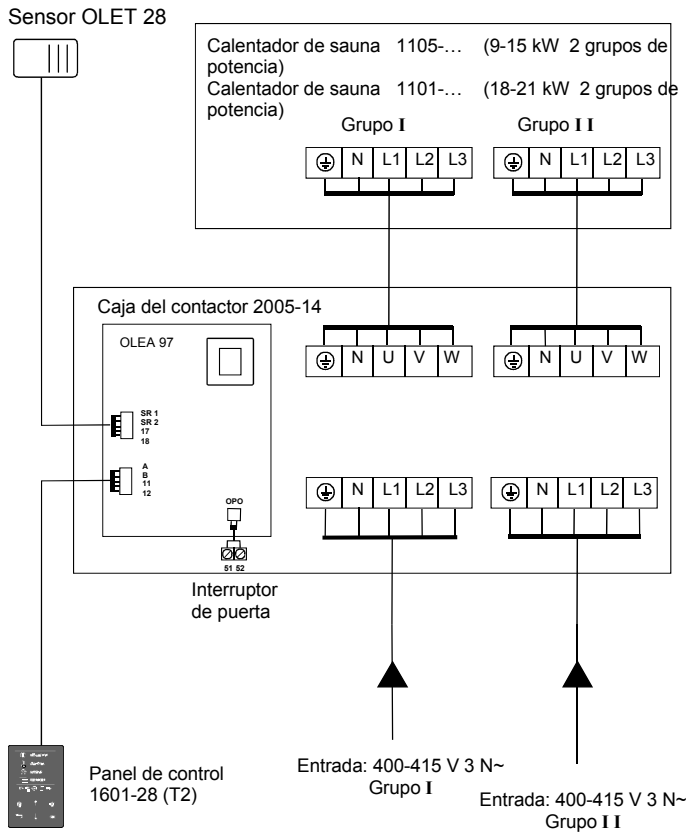 Sensor OLET 28
Calentador de sauna 1105-… (9-15 kW 2 grupos de
potencia)
Calentador de sauna 1101-… (18-21 kW 2 grupos de
potencia)
Grupo I
Grupo I I
N L1 L2 L3
N L1 L2 L3
Caja del contactor 2005-14
OLEA 97
N U V W
N U V W
SR 1
SR 2
17
18
A
B
11
12
OPO
51 52
N L1 L2 L3
N L1 L2 L3
Interruptor
de puerta
Panel de control
1601-28 (T2)
Entrada: 400-415 V 3 N~
Grupo I
Entrada: 400-415 V 3 N~
Grupo I I